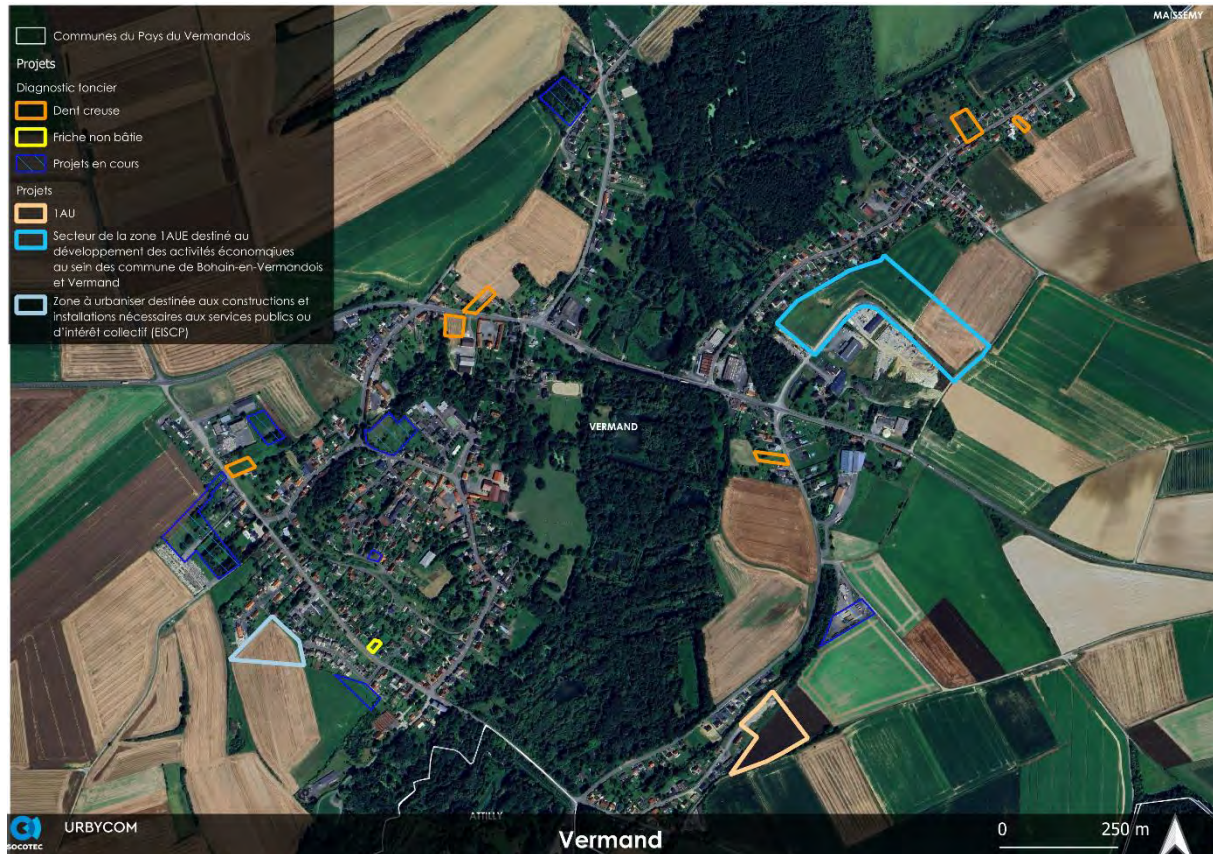 MAISSEMY
Communes du Pays du Vermandois
Projets
Diagnostic foncier
Dent creuse
Friche non bâtie
Projets en cours
Projets
1AU
Secteur de la zone 1AUE destiné au
développement des activités économqiues
au sein des commune de Bohain-en-Vermandois
et Vermand
Zone à urbaniser destinée aux constructions et
installations nécessaires aux services publics ou
d'intérêt collectif (EISCP)
VERMAND
ATTILLY
SOCOTEC
URBYCOM
Vermand
0 250 m